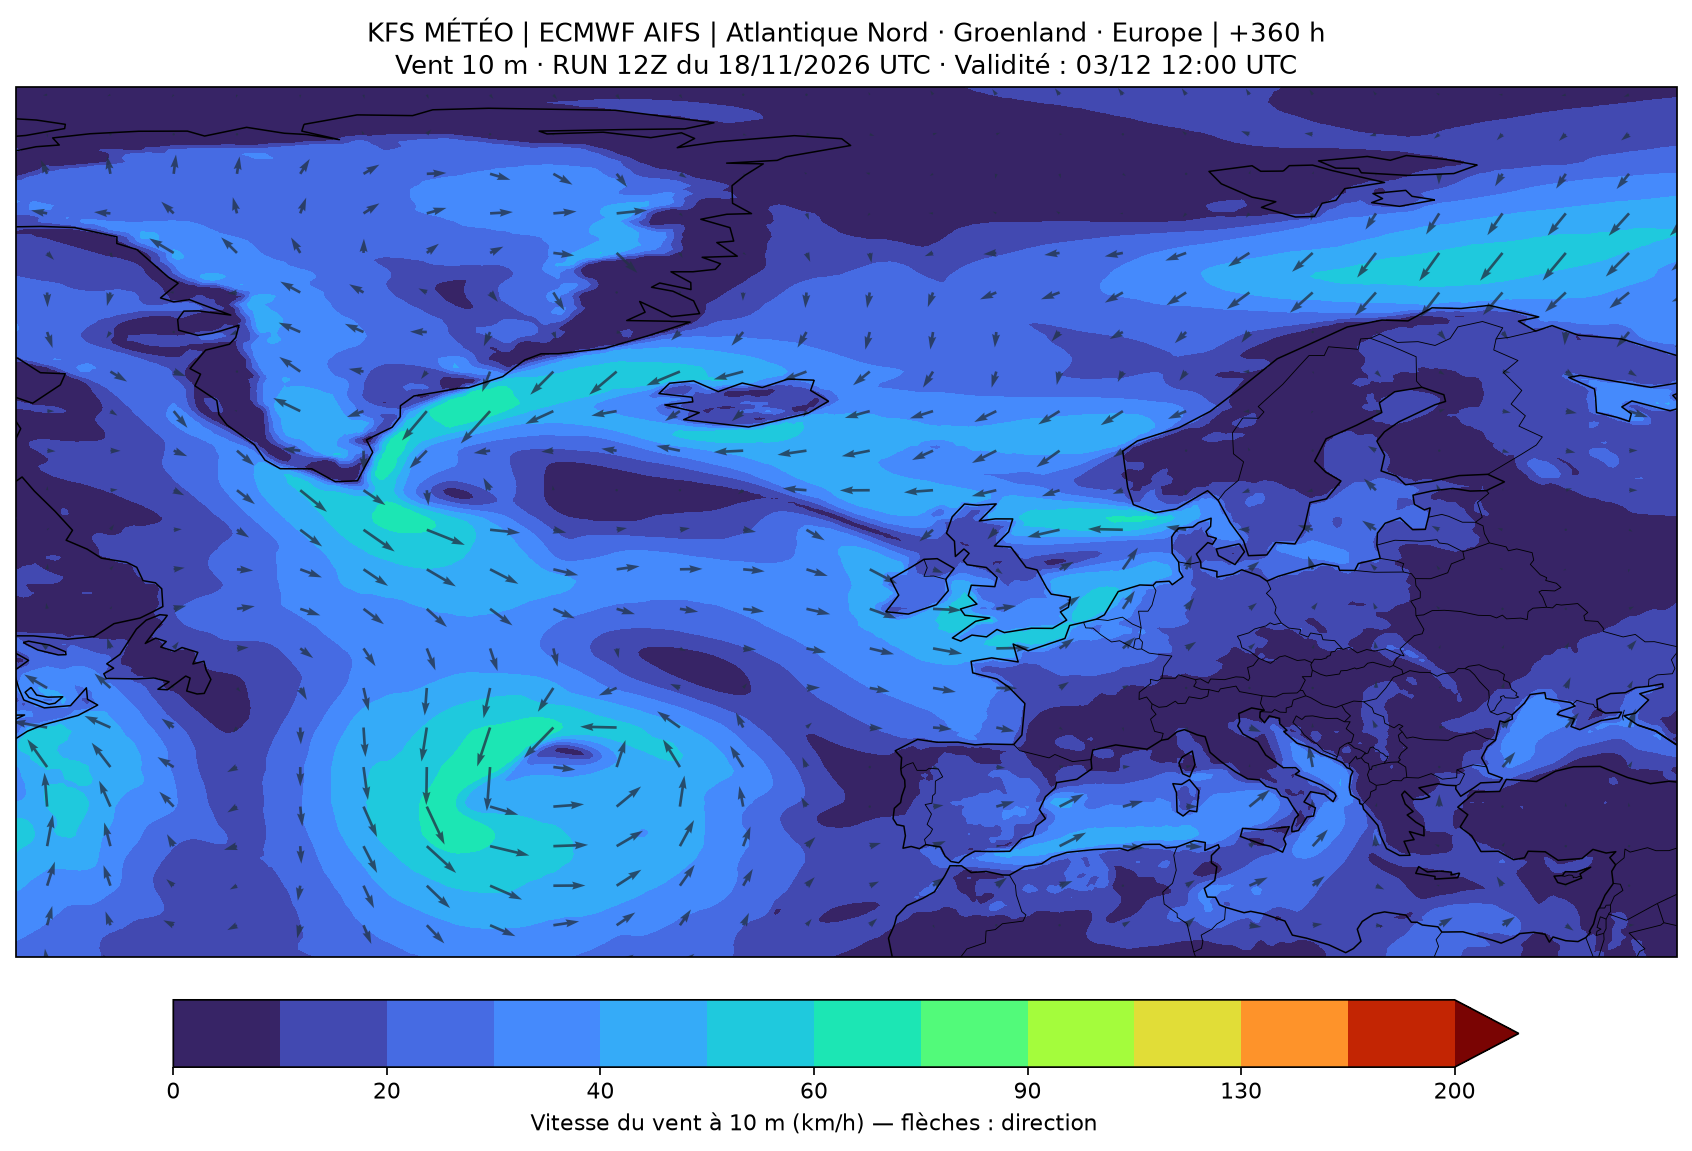 KFS MÉTÉO | ECMWF AIFS | Atlantique Nord · Groenland · Europe | +360 h
Vent 10 m · RUN 12Z du 18/11/2026 UTC · Validité : 03/12 12:00 UTC
0 20 40 60 90 130 200
Vitesse du vent à 10 m (km/h) — flèches : direction